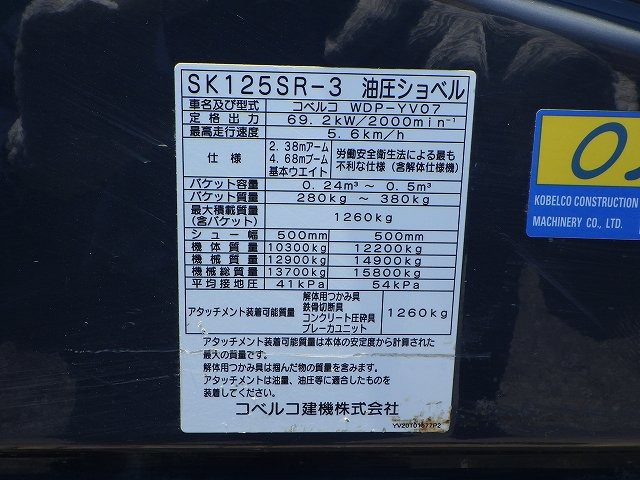 SK125SR-3 油圧ショベル
車名及び型式 コベルコ WDP-YV07
定格出力 69.2kW/2000min⁻¹
最高走行速度 5.6km/h
仕様 2.38mアーム 4.68mブーム 基本ウエイト 労働安全衛生法による最も不利な仕様(含解体仕様機)
バケット容量 0.24m³ ~ 0.5m³
バケット質量 280kg ~ 380kg
最大積載質量(含バケット) 1260kg
シュー幅 500mm 500mm
機体質量 10300kg 12200kg
機械質量 12900kg 14900kg
機械総質量 13700kg 15800kg
平均接地圧 41kPa 54kPa
アタッチメント装着可能質量 解体用つかみ具 鉄骨切断具 コンクリート圧砕具 ブレーカユニット 1260kg
アタッチメント装着可能質量は本体の安定度から計算された
最大の質量です。
解体用つかみ具は掴んだ物の質量を含みます。
アタッチメントは油量、油圧等に適合したものを
装着してください。
コベルコ建機株式会社
YV20T01677P2
KOBELCO CONSTRUCTION
MACHINERY CO., LTD.